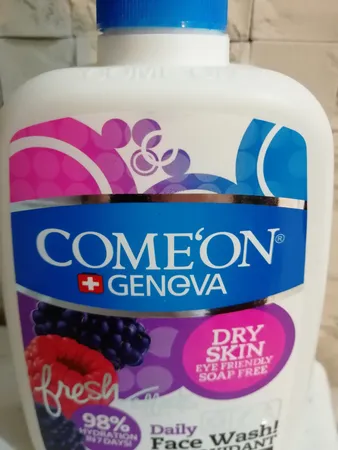 COME'ON®
GENEVA
DRY
SKIN
EYE FRIENDLY
SOAP FREE
fresh
98%
HYDRATION
IN 7 DAYS!
Daily
Face Wash!